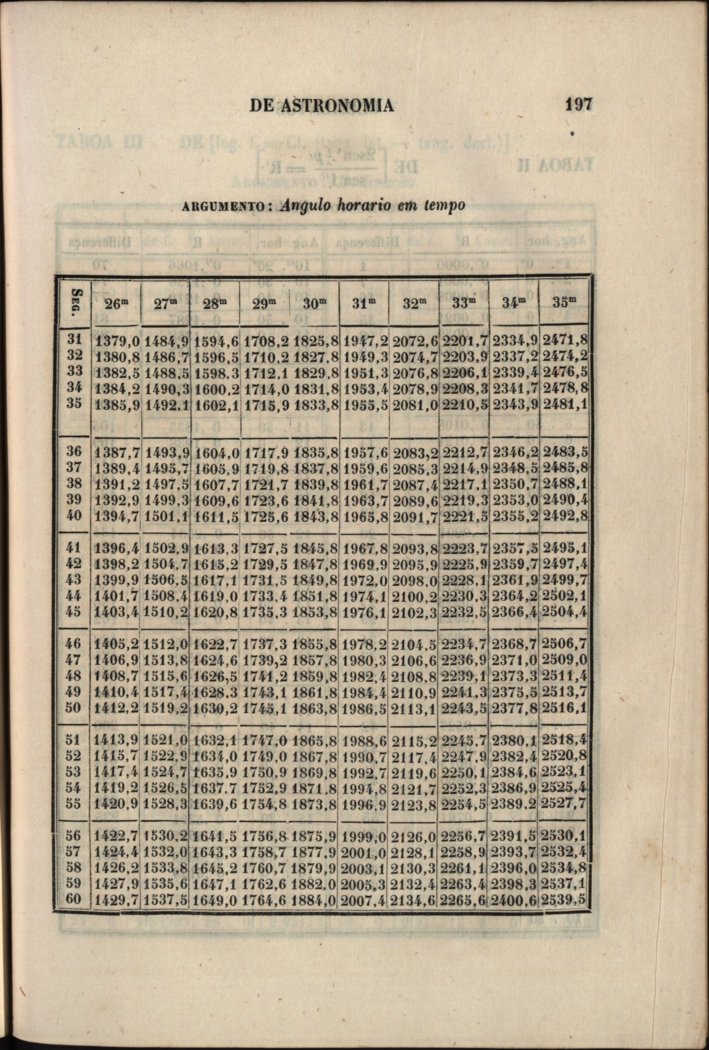 DE ASTRONOMIA 197
ARGUMENTO: Angulo horario em tempo
SEG. 26m 27m 28m 29m 30m 31m 32m 33m 34m 35m
31 1379,0 1484,9 1594,6 1708,2 1825,8 1947,2 2072,6 2201,7 2334,9 2471,8
32 1380,8 1486,7 1596,5 1710,2 1827,8 1949,3 2074,7 2203,9 2337,2 2474,2
33 1382,5 1488,5 1598,3 1712,1 1829,8 1951,3 2076,8 2206,1 2339,4 2476,5
34 1384,2 1490,3 1600,2 1714,0 1831,8 1953,4 2078,9 2208,3 2341,7 2478,8
35 1385,9 1492,1 1602,1 1715,9 1833,8 1955,5 2081,0 2210,5 2343,9 2481,1
36 1387,7 1493,9 1604,0 1717,9 1835,8 1957,6 2083,2 2212,7 2346,2 2483,5
37 1389,4 1495,7 1605,9 1719,8 1837,8 1959,6 2085,3 2214,9 2348,5 2485,8
38 1391,2 1497,5 1607,7 1721,7 1839,8 1961,7 2087,4 2217,1 2350,7 2488,1
39 1392,9 1499,3 1609,6 1723,6 1841,8 1963,7 2089,6 2219,3 2353,0 2490,4
40 1394,7 1501,1 1611,5 1725,6 1843,8 1965,8 2091,7 2221,5 2355,2 2492,8
41 1396,4 1502,9 1613,3 1727,5 1845,8 1967,8 2093,8 2223,7 2357,5 2495,1
42 1398,2 1504,7 1615,2 1729,5 1847,8 1969,9 2095,9 2225,9 2359,7 2497,4
43 1399,9 1506,5 1617,1 1731,5 1849,8 1972,0 2098,0 2228,1 2361,9 2499,7
44 1401,7 1508,4 1619,0 1733,4 1851,8 1974,1 2100,2 2230,3 2364,2 2502,1
45 1403,4 1510,2 1620,8 1735,3 1853,8 1976,1 2102,3 2232,5 2366,4 2504,4
46 1405,2 1512,0 1622,7 1737,3 1855,8 1978,2 2104,5 2234,7 2368,7 2506,7
47 1406,9 1513,8 1624,6 1739,2 1857,8 1980,3 2106,6 2236,9 2371,0 2509,0
48 1408,7 1515,6 1626,5 1741,2 1859,8 1982,4 2108,8 2239,1 2373,3 2511,4
49 1410,4 1517,4 1628,3 1743,1 1861,8 1984,4 2110,9 2241,3 2375,5 2513,7
50 1412,2 1519,2 1630,2 1745,1 1863,8 1986,5 2113,1 2243,5 2377,8 2516,1
51 1413,9 1521,0 1632,1 1747,0 1865,8 1988,6 2115,2 2245,7 2380,1 2518,4
52 1415,7 1522,9 1634,0 1749,0 1867,8 1990,7 2117,4 2247,9 2382,4 2520,8
53 1417,4 1524,7 1635,9 1750,9 1869,8 1992,7 2119,6 2250,1 2384,6 2523,1
54 1419,2 1526,5 1637,7 1752,9 1871,8 1994,8 2121,7 2252,3 2386,9 2525,4
55 1420,9 1528,3 1639,6 1754,8 1873,8 1996,9 2123,8 2254,5 2389,2 2527,7
56 1422,7 1530,2 1641,5 1756,8 1875,9 1999,0 2126,0 2256,7 2391,5 2530,1
57 1424,4 1532,0 1643,3 1758,7 1877,9 2001,0 2128,1 2258,9 2393,7 2532,4
58 1426,2 1533,8 1645,2 1760,7 1879,9 2003,1 2130,3 2261,1 2396,0 2534,8
59 1427,9 1535,6 1647,1 1762,6 1882,0 2005,3 2132,4 2263,4 2398,3 2537,1
60 1429,7 1537,5 1649,0 1764,6 1884,0 2007,4 2134,6 2265,6 2400,6 2539,5